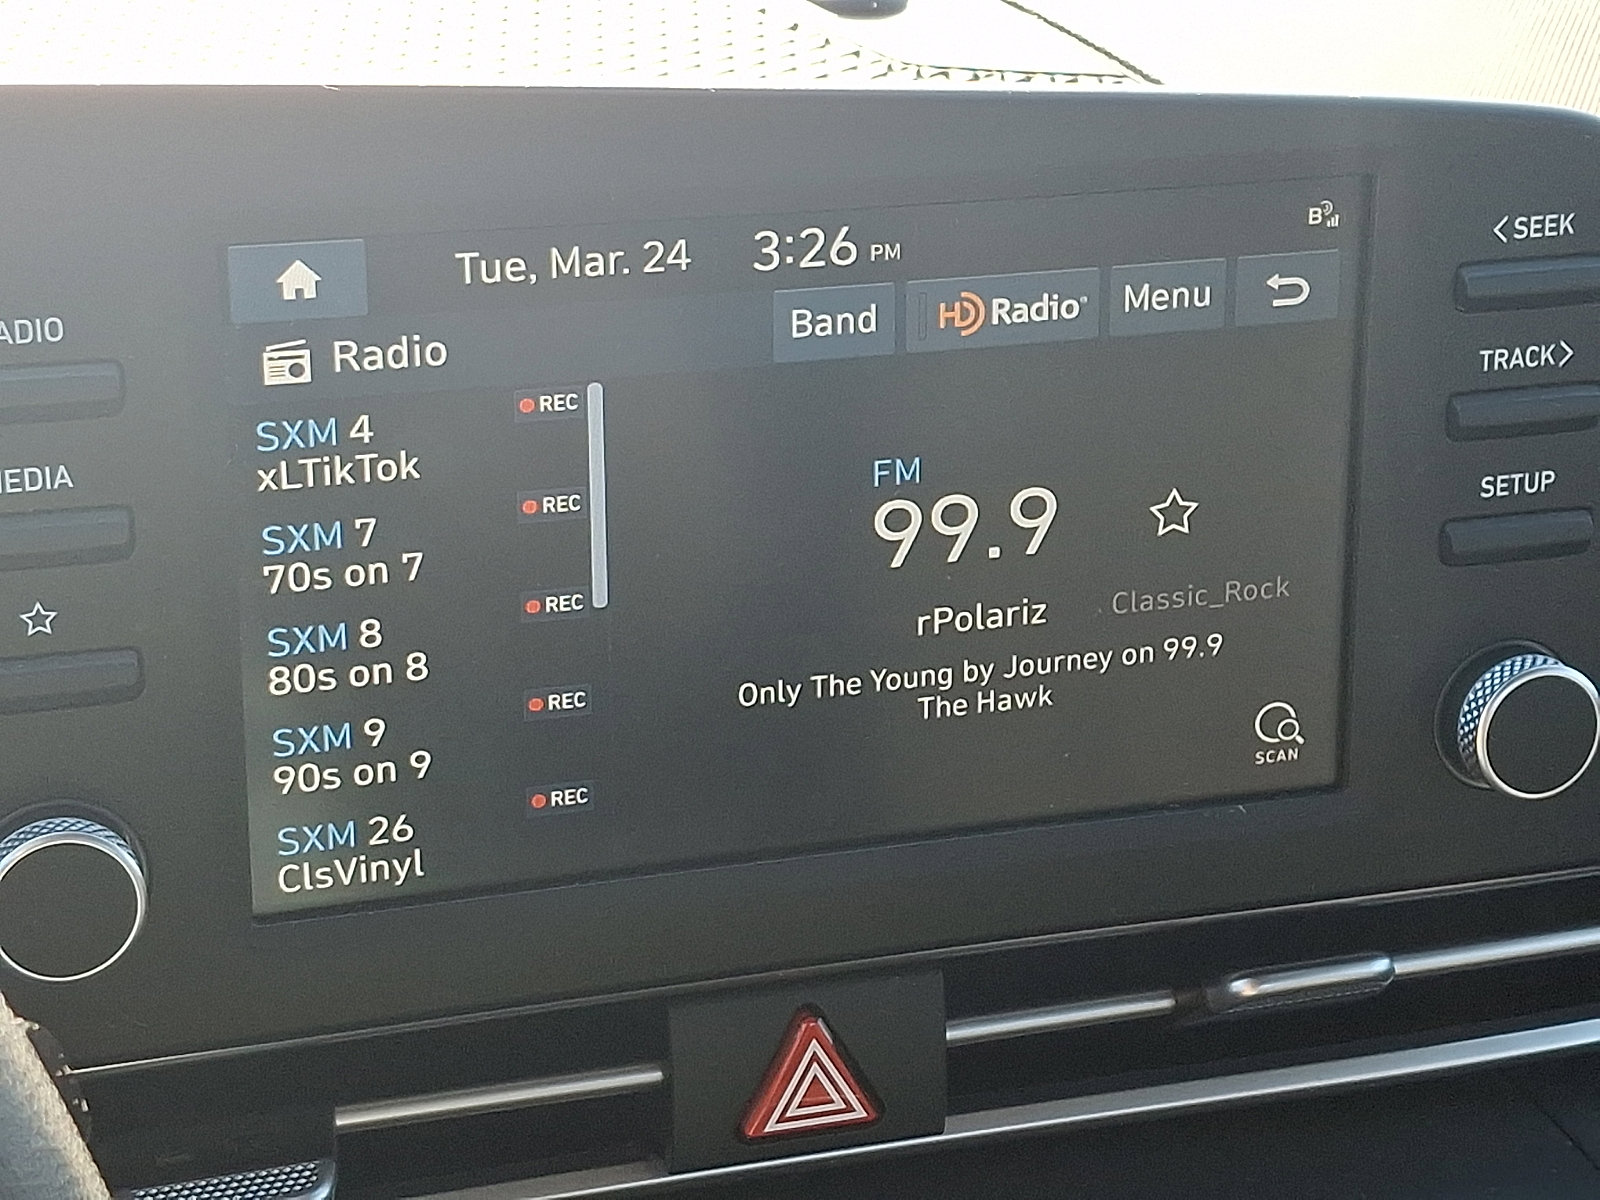 Tue, Mar. 24
3:26 PM
B
Band
HD Radio
Menu
Radio
SXM 4
xLTikTok
REC
SXM 7
70s on 7
REC
SXM 8
80s on 8
REC
SXM 9
90s on 9
REC
SXM 26
ClsVinyl
REC
FM
99.9
rPolariz
Classic_Rock
Only The Young by Journey on 99.9
The Hawk
SCAN
ADIO
MEDIA
<SEEK
TRACK>
SETUP